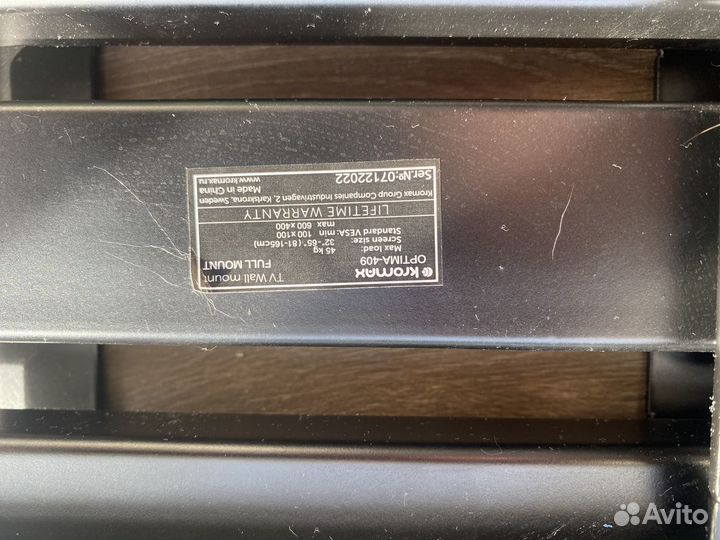 kromax TV Wall mount
OPTIMA-409 FULL MOUNT
Max load: 45 kg
Screen size: 32"-65" (81-165cm)
Standard VESA: min 100x100
max 600x400
LIFETIME WARRANTY
Kromax Group Companies Industrivagen 2, Karlskrona, Sweden
Made in China
www.kromax.ru Ser.№:07122022
Avito